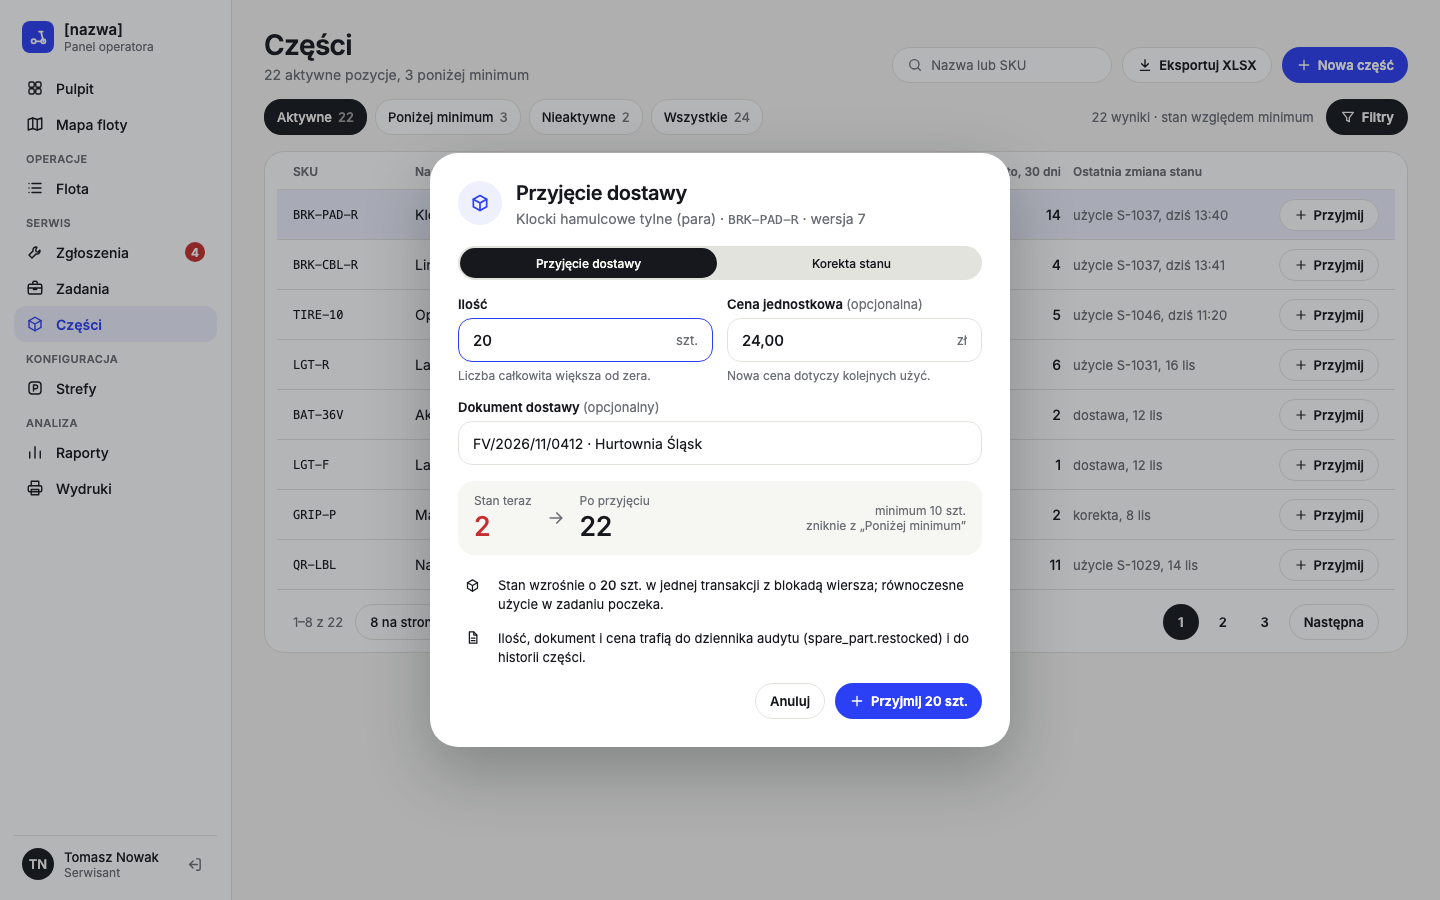 [nazwa]
Panel operatora
Pulpit
Mapa floty
OPERACJE
Flota
SERWIS
Zgłoszenia 4
Zadania
Części
KONFIGURACJA
Strefy
ANALIZA
Raporty
Wydruki
TN
Tomasz Nowak
Serwisant
Części
22 aktywne pozycje, 3 poniżej minimum
Nazwa lub SKU
Eksportuj XLSX
Nowa część
Aktywne 22
Poniżej minimum 3
Nieaktywne 2
Wszystkie 24
22 wyniki · stan względem minimum
Filtry
SKU , 30 dni Ostatnia zmiana stanu
BRK-PAD-R 14 użycie S-1037, dziś 13:40 Przyjmij
BRK-CBL-R 4 użycie S-1037, dziś 13:41 Przyjmij
TIRE-10 5 użycie S-1046, dziś 11:20 Przyjmij
LGT-R 6 użycie S-1031, 16 lis Przyjmij
BAT-36V 2 dostawa, 12 lis Przyjmij
LGT-F 1 dostawa, 12 lis Przyjmij
GRIP-P 2 korekta, 8 lis Przyjmij
QR-LBL 11 użycie S-1029, 14 lis Przyjmij
1–8 z 22
8 na stron
1 2 3 Następna
Przyjęcie dostawy
Klocki hamulcowe tylne (para) · BRK-PAD-R · wersja 7
Przyjęcie dostawy
Korekta stanu
Ilość
20 szt.
Liczba całkowita większa od zera.
Cena jednostkowa (opcjonalna)
24,00 zł
Nowa cena dotyczy kolejnych użyć.
Dokument dostawy (opcjonalny)
FV/2026/11/0412 · Hurtownia Śląsk
Stan teraz
2
Po przyjęciu
22
minimum 10 szt.
zniknie z „Poniżej minimum”
Stan wzrośnie o 20 szt. w jednej transakcji z blokadą wiersza; równoczesne
użycie w zadaniu poczeka.
Ilość, dokument i cena trafią do dziennika audytu (spare_part.restocked) i do
historii części.
Anuluj
Przyjmij 20 szt.